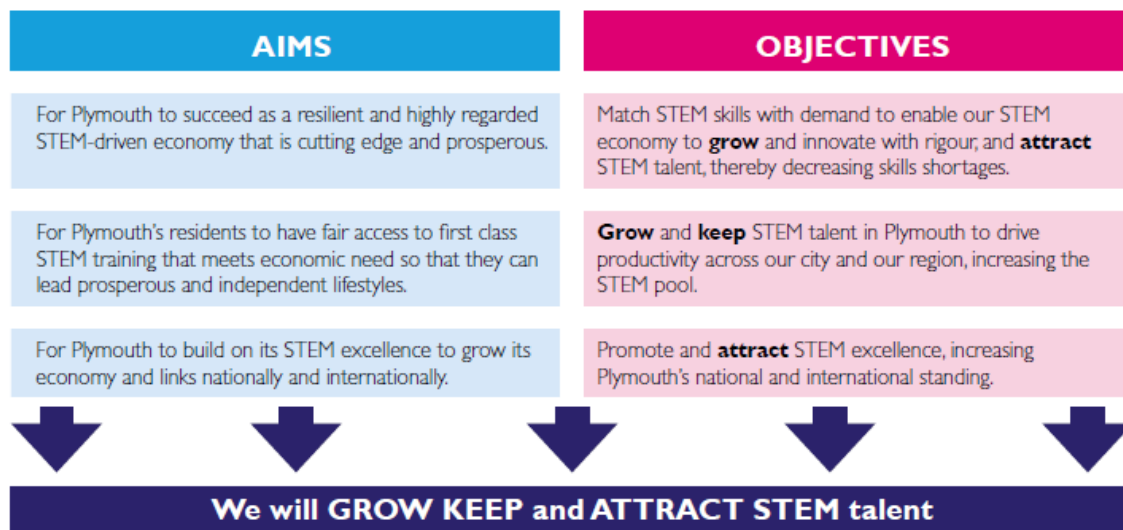 AIMS
For Plymouth to succeed as a resilient and highly regarded
STEM-driven economy that is cutting edge and prosperous.
For Plymouth's residents to have fair access to first class
STEM training that meets economic need so that they can
lead prosperous and independent lifestyles.
For Plymouth to build on its STEM excellence to grow its
economy and links nationally and internationally.
OBJECTIVES
Match STEM skills with demand to enable our STEM
economy to grow and innovate with rigour, and attract
STEM talent, thereby decreasing skills shortages.
Grow and keep STEM talent in Plymouth to drive
productivity across our city and our region, increasing the
STEM pool.
Promote and attract STEM excellence, increasing
Plymouth's national and international standing.
We will GROW KEEP and ATTRACT STEM talent